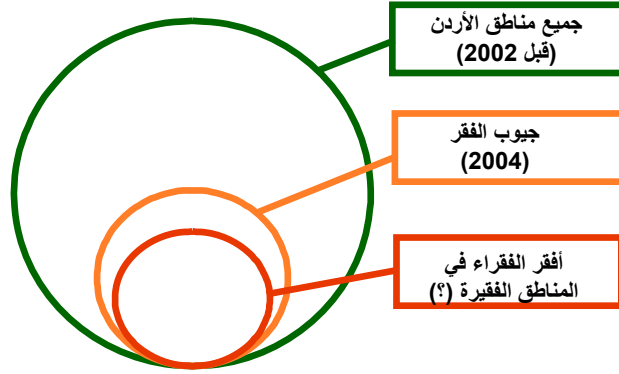 جميع مناطق الأردن
(قبل 2002)
جيوب الفقر
(2004)
أفقر الفقراء في
المناطق الفقيرة (؟)